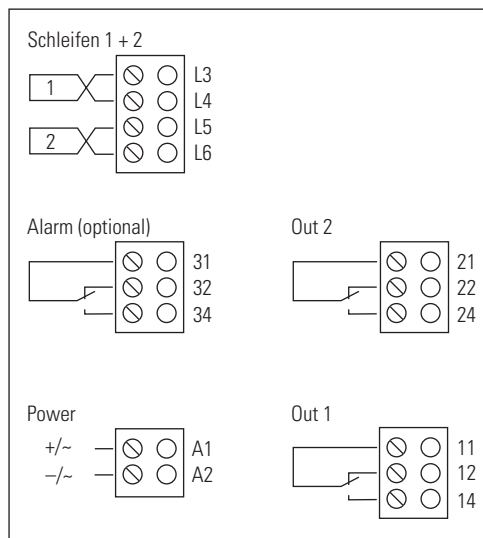 Schleifen 1 + 2
1
2
L3
L4
L5
L6
Alarm (optional)
31
32
34
Out 2
21
22
24
Power
+/~
–/~
A1
A2
Out 1
11
12
14